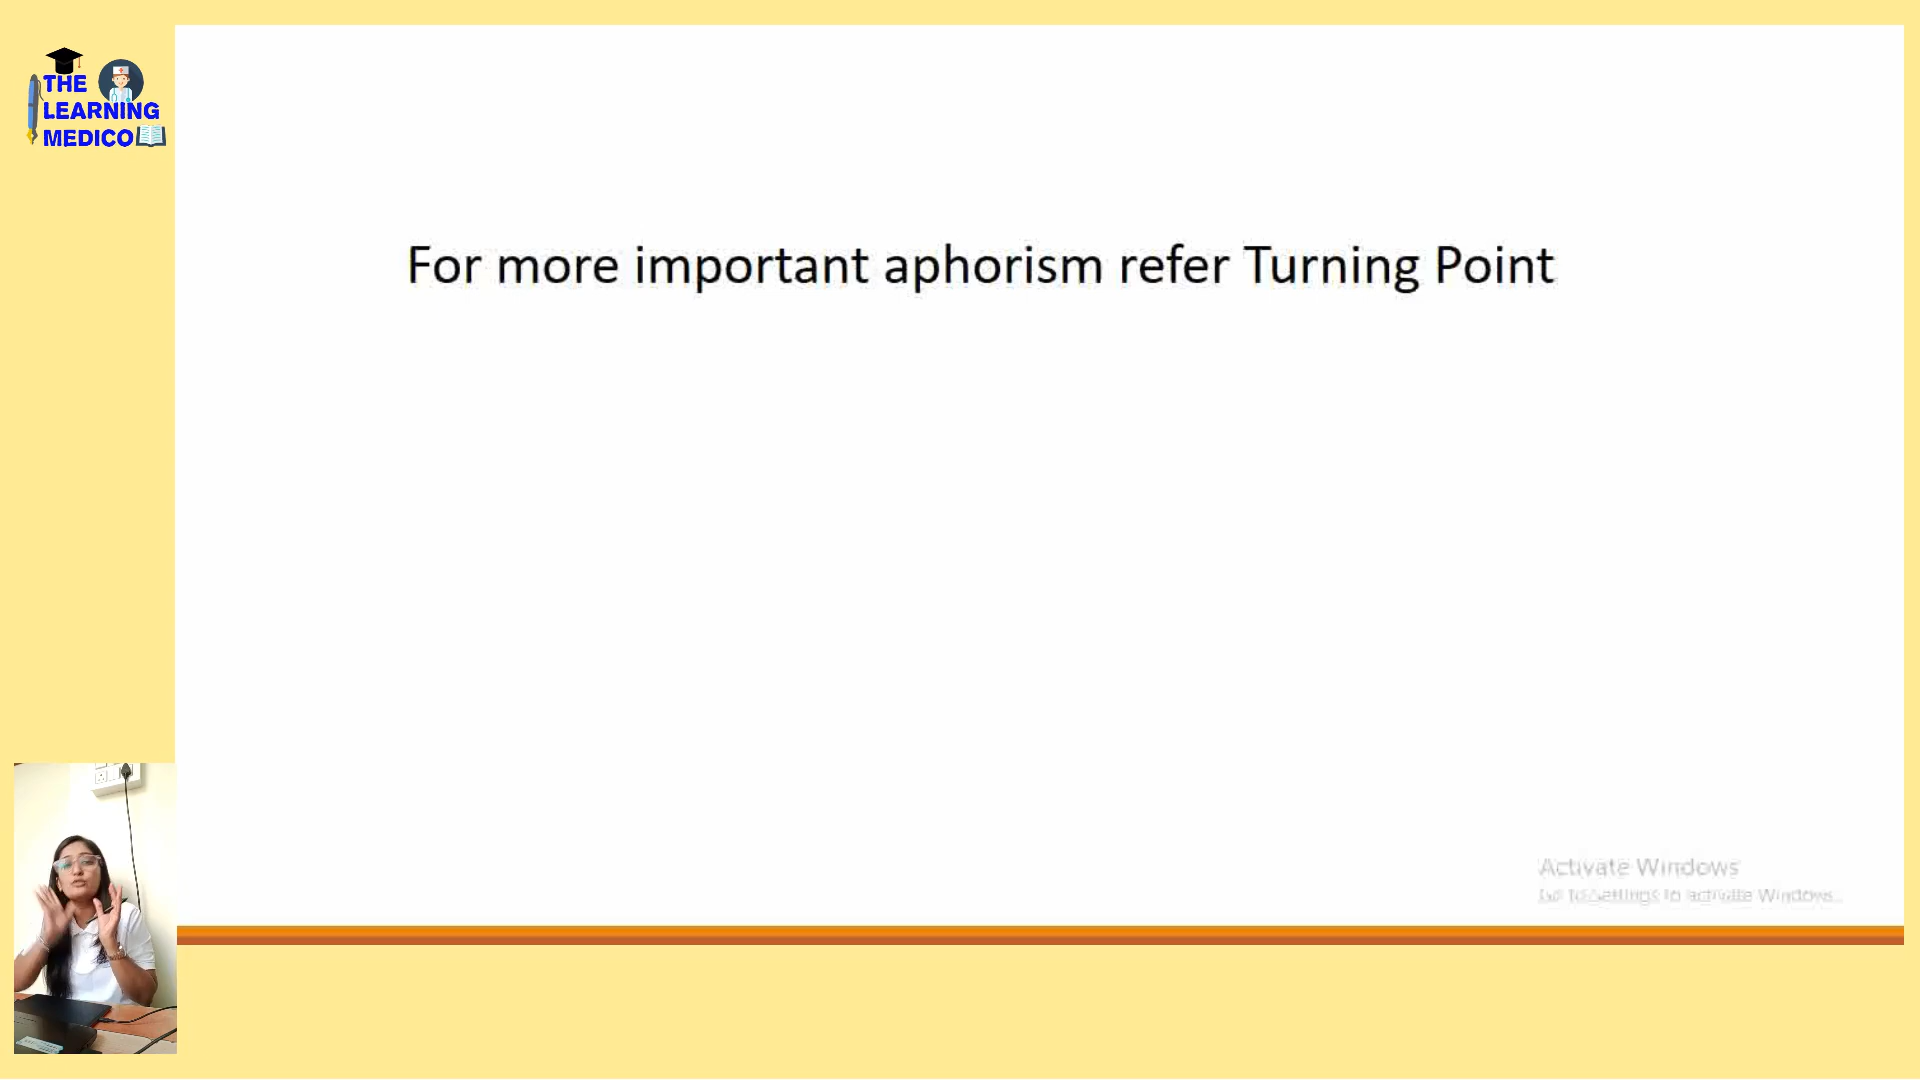 THE
LEARNING
MEDICO
For more important aphorism refer Turning Point
Activate Windows
Go to Settings to activate Windows.